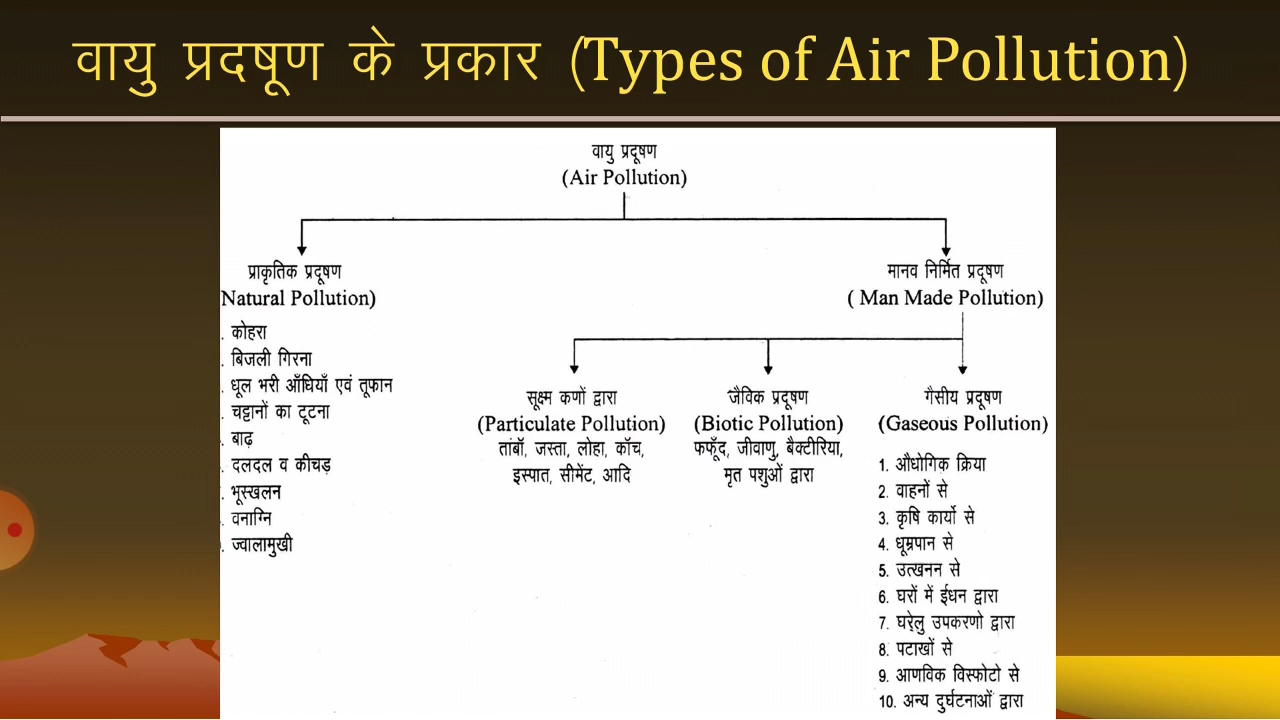 वायु प्रदषूण के प्रकार (Types of Air Pollution)
वायु प्रदूषण
(Air Pollution)
प्राकृतिक प्रदूषण
Natural Pollution)
. कोहरा
. बिजली गिरना
. धूल भरी आँधियाँ एवं तूफान
. चट्टानों का टूटना
. बाढ़
. दलदल व कीचड़
. भूस्खलन
. वनाग्नि
. ज्वालामुखी
मानव निर्मित प्रदूषण
( Man Made Pollution)
सूक्ष्म कणों द्वारा
(Particulate Pollution)
तांबॉ, जस्ता, लोहा, कॉच,
इस्पात, सीमेंट, आदि
जैविक प्रदूषण
(Biotic Pollution)
फफूँद, जीवाणु, बैक्टीरिया,
मृत पशुओं द्वारा
गैसीय प्रदूषण
(Gaseous Pollution)
1. औधोगिक क्रिया
2. वाहनों से
3. कृषि कार्यो से
4. धूम्रपान से
5. उत्खनन से
6. घरों में ईधन द्वारा
7. घरेलु उपकरणो द्वारा
8. पटाखों से
9. आणविक विस्फोटो से
10. अन्य दुर्घटनाओं द्वारा